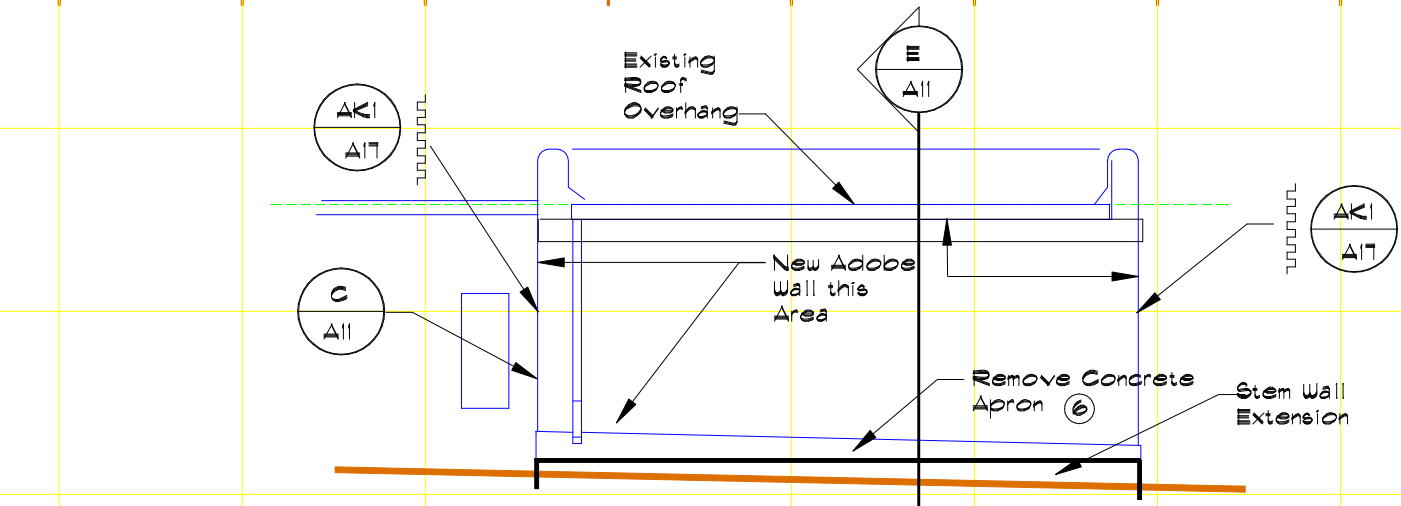 E
A11
Existing
Roof
Overhang
AK1
A17
AK1
A17
New Adobe
Wall this
Area
C
A11
Remove Concrete
Apron 6
Stem Wall
Extension